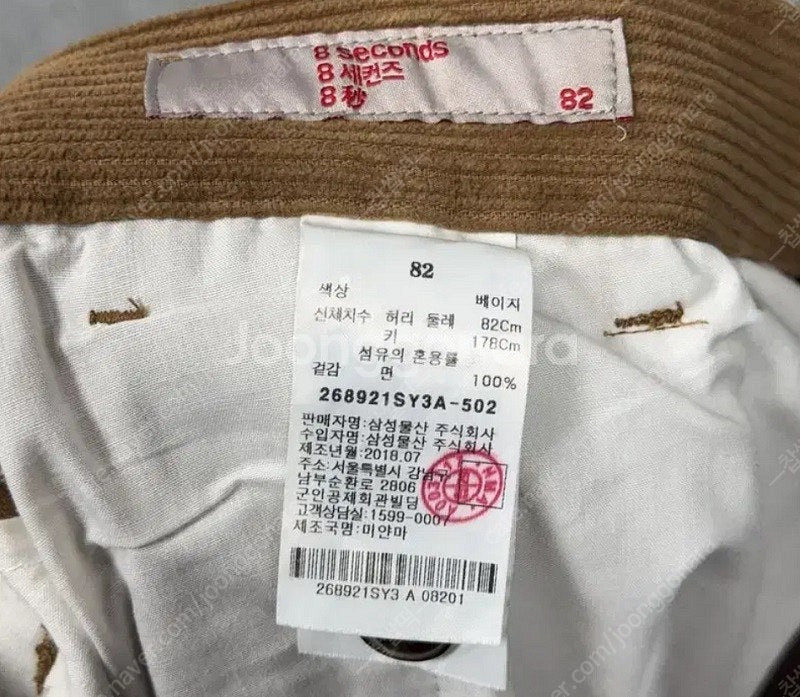 8 seconds
8 세컨즈
8 秒
82
82
색상 베이지
신체치수 허리 둘레 82Cm
키 178Cm
섬유의 혼용률
겉감 면 100%
268921SY3A-502
판매자명:삼성물산 주식회사
수입자명:삼성물산 주식회사
제조년월:2018.07
주소:서울특별시 강남구
남부순환로 2806
군인공제회관빌딩
고객상담실:1599-0007
제조국명:미얀마
268921SY3 A 08201
joonggonara